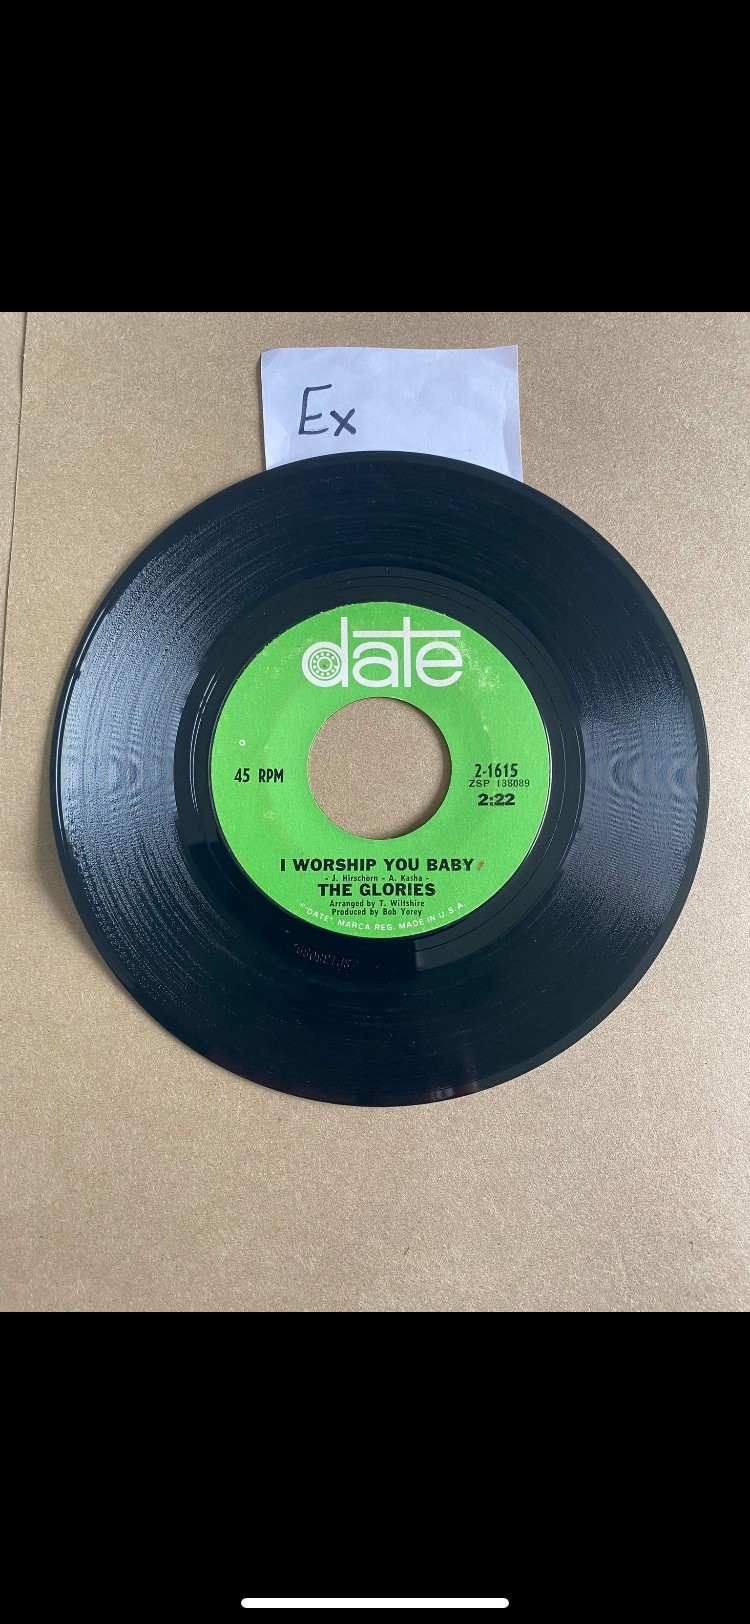 Ex
date
45 RPM
2-1615
ZSP 138089
2:22
I WORSHIP YOU BABY
- J. Hirschorn - A. Kasha -
THE GLORIES
Arranged by T. Wiltshire
Produced by Bob Yorey
"DATE" MARCA REG. MADE IN U.S.A.